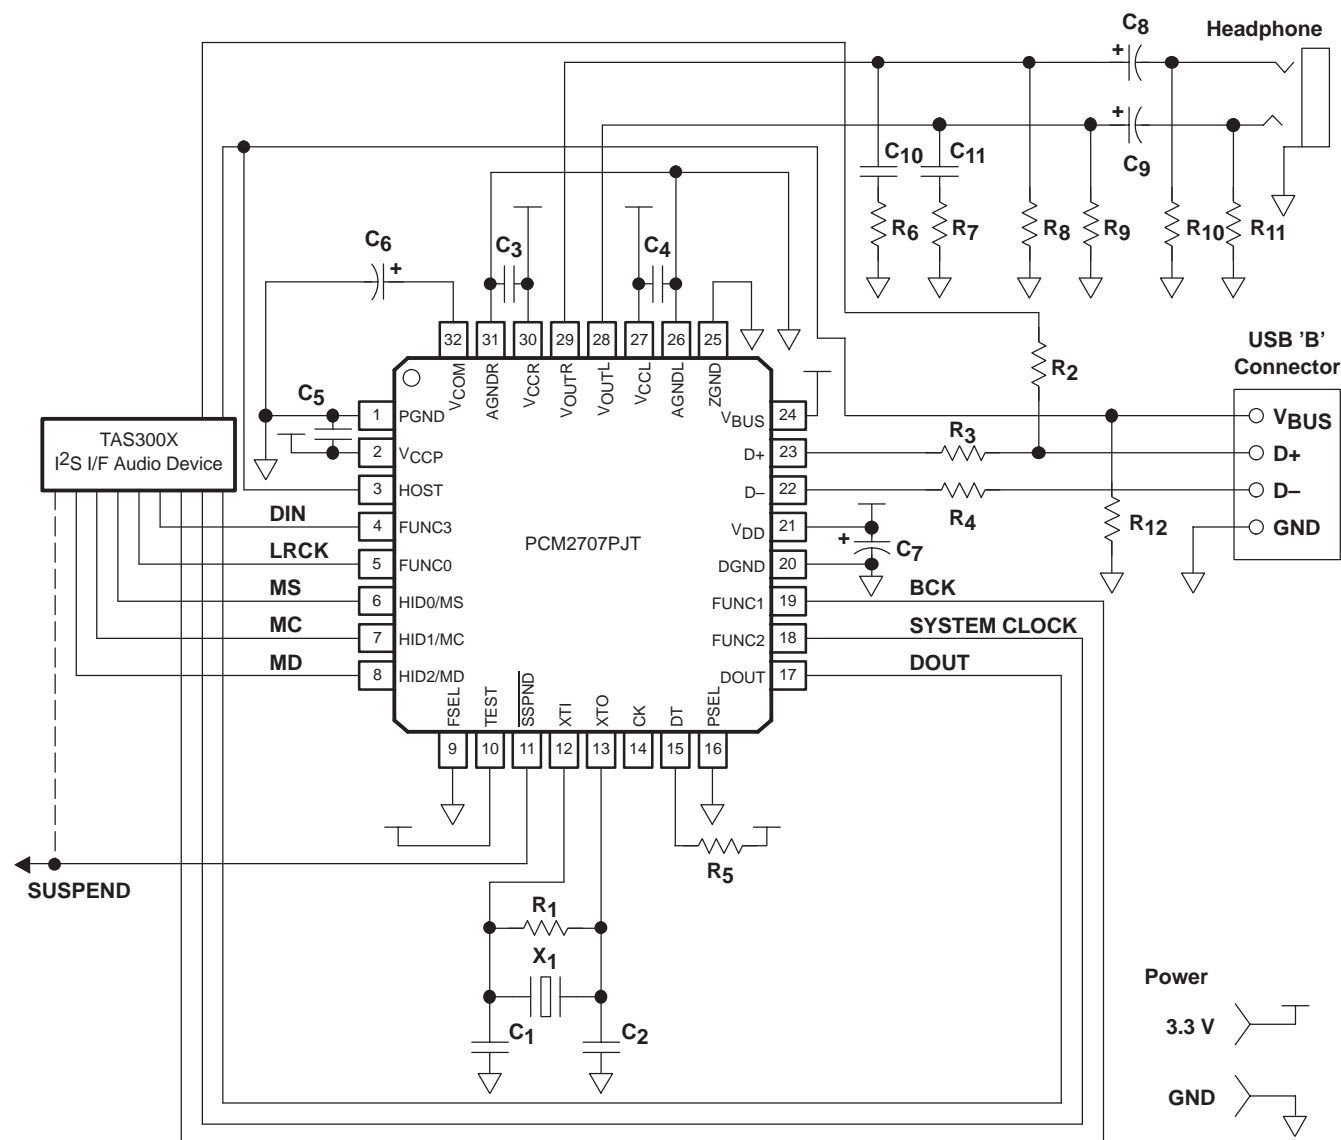 C8
Headphone
C9
C10
C11
R6
R7
R8
R9
R10
R11
C6
C3
C4
32
31
30
29
28
27
26
25
VCOM
AGNDR
VCCR
VOUTR
VOUTL
VCCL
AGNDL
ZGND
C5
TAS300X
I2S I/F Audio Device
1 PGND
2 VCCP
3 HOST
DIN
4 FUNC3
LRCK
5 FUNC0
MS
6 HID0/MS
MC
7 HID1/MC
MD
8 HID2/MD
PCM2707PJT
VBUS 24
D+ 23
D– 22
VDD 21
DGND 20
FUNC1 19
FUNC2 18
DOUT 17
R2
R3
R4
R12
C7
USB 'B'
Connector
VBUS
D+
D–
GND
BCK
SYSTEM CLOCK
DOUT
FSEL
TEST
SSPND
XTI
XTO
CK
DT
PSEL
9
10
11
12
13
14
15
16
R5
SUSPEND
R1
X1
C1
C2
Power
3.3 V
GND